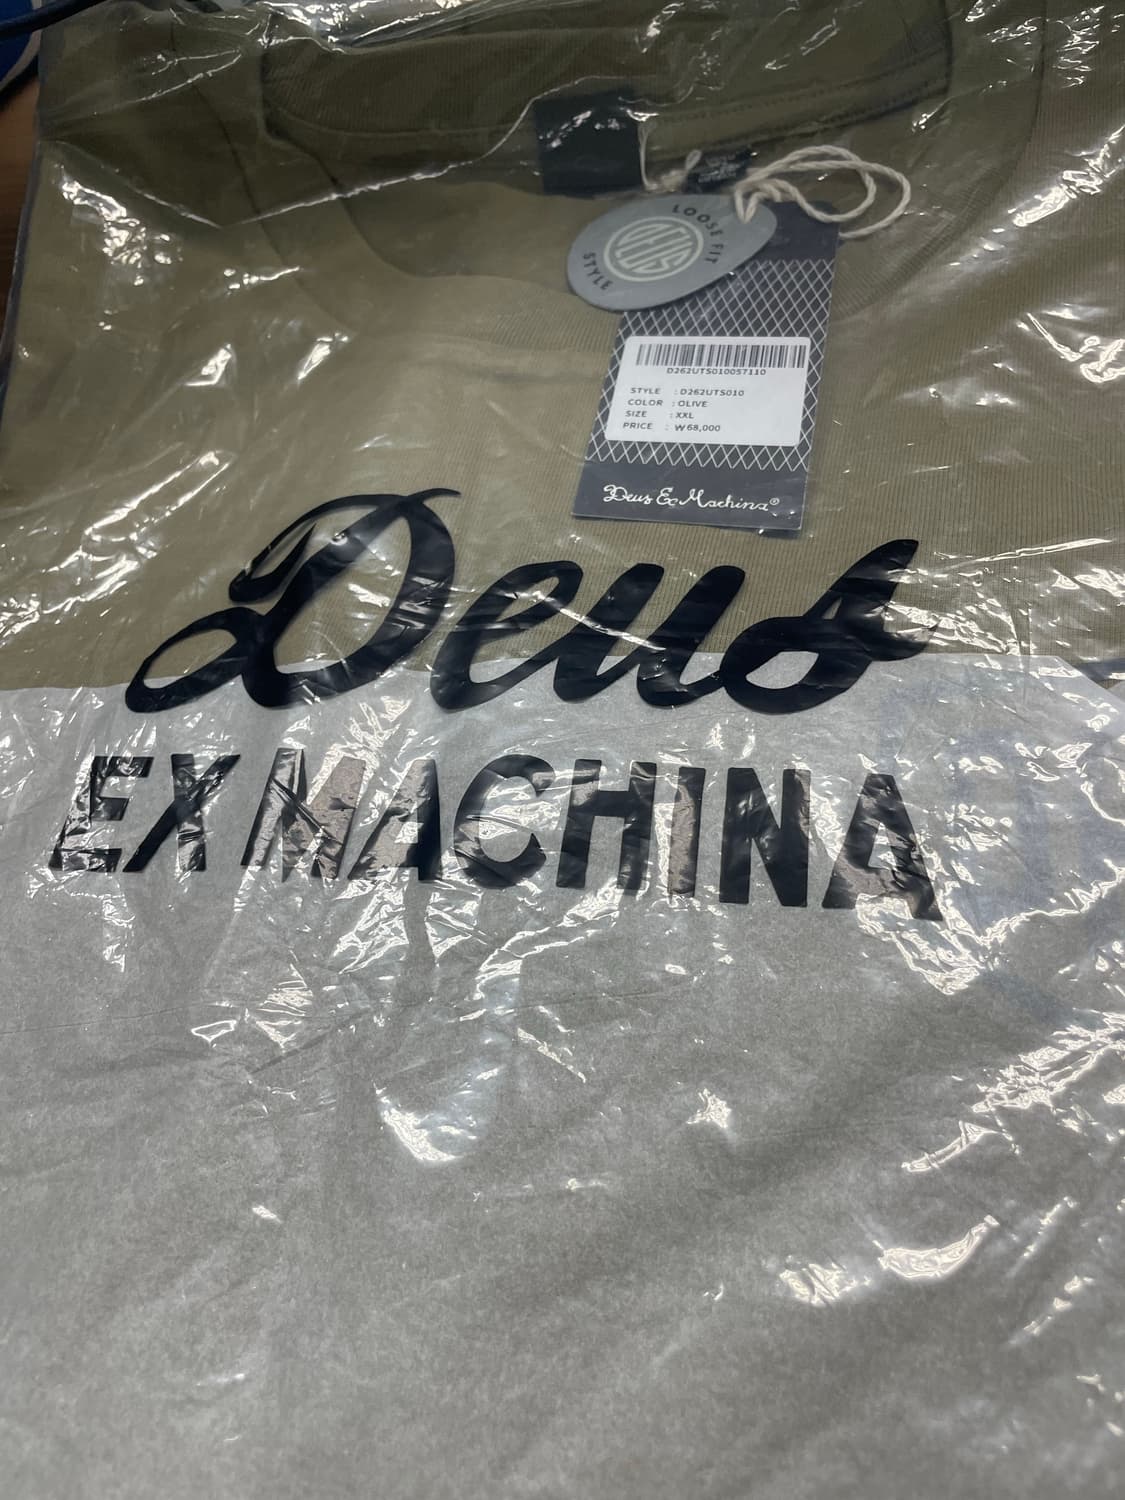 LOOSE FIT
DEUS
STYLE
D262UTS010057110
STYLE : D262UTS010
COLOR : OLIVE
SIZE : XXL
PRICE : ₩68,000
Deus Ex Machina®
Deus
EX MACHINA